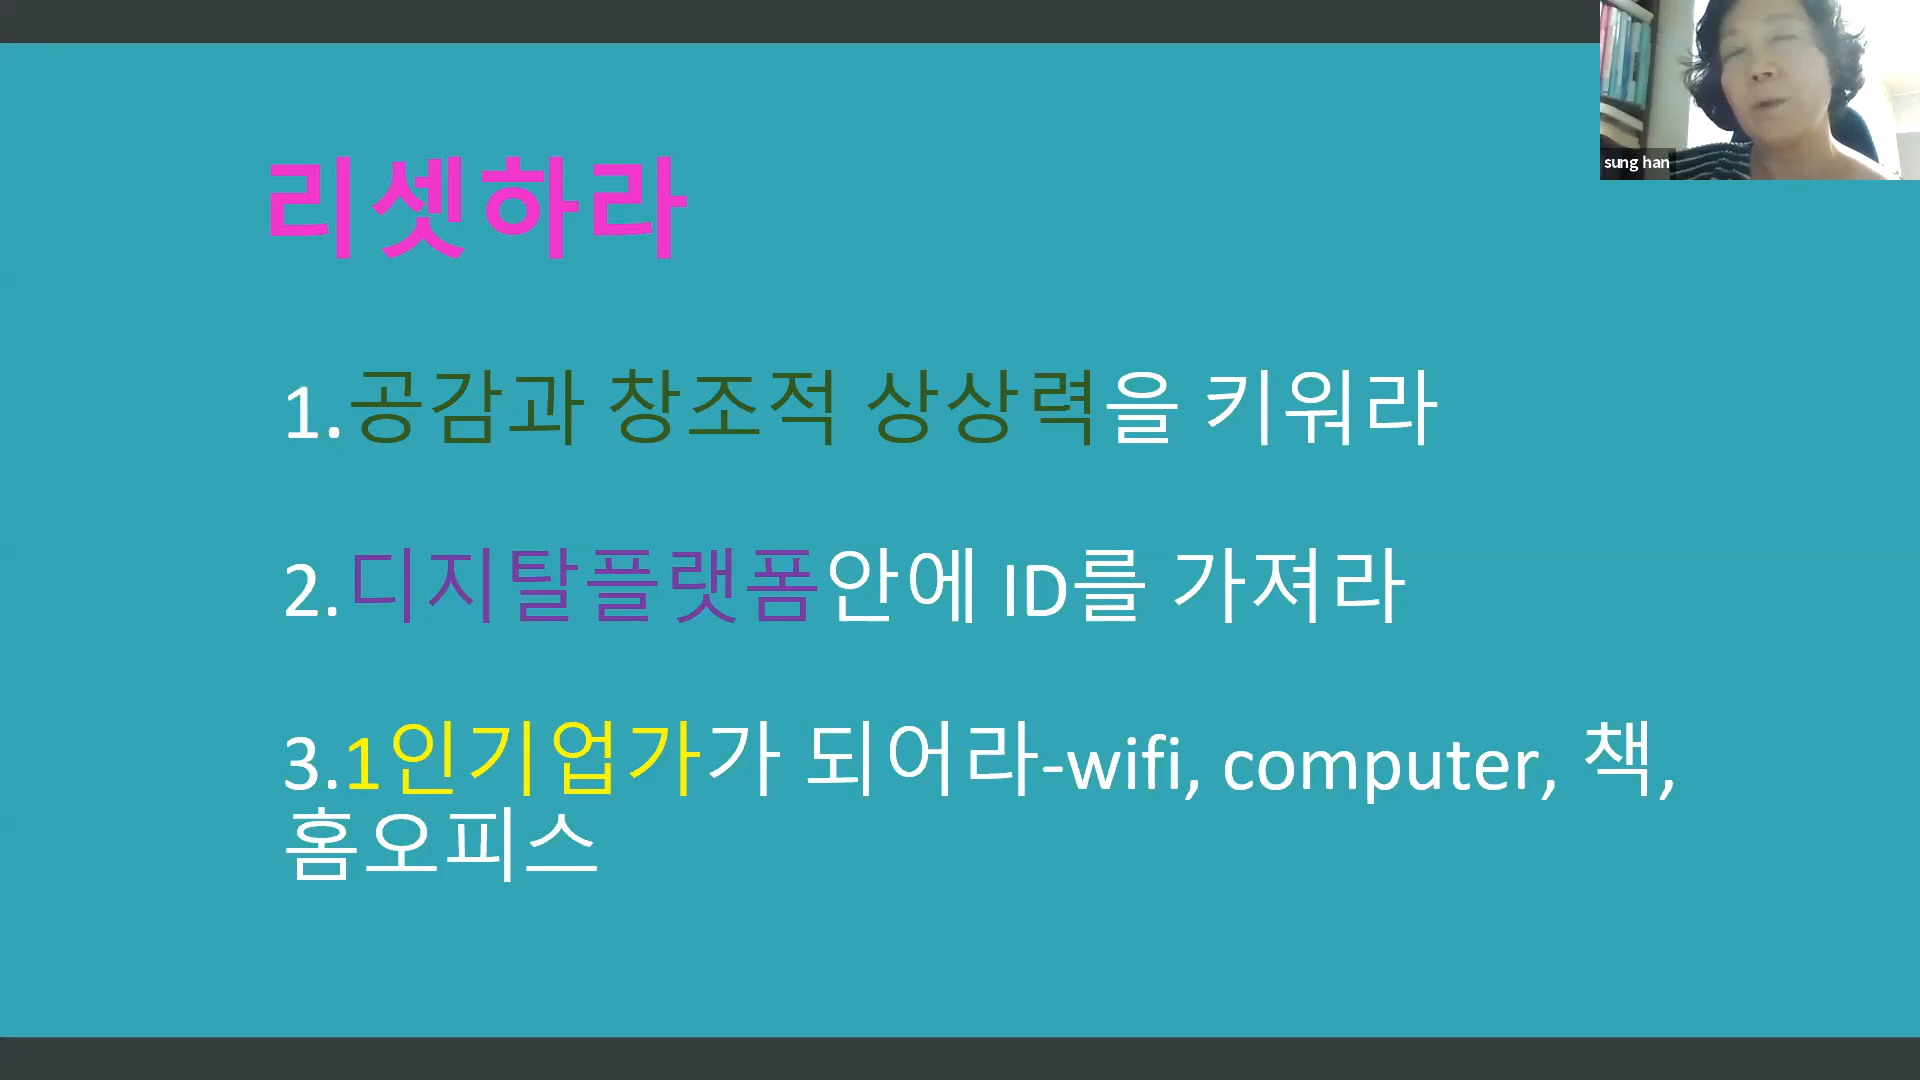 리셋하라
sung han
1.공감과 창조적 상상력을 키워라
2.디지탈플랫폼안에 ID를 가져라
3.1인기업가가 되어라-wifi, computer, 책,
홈오피스